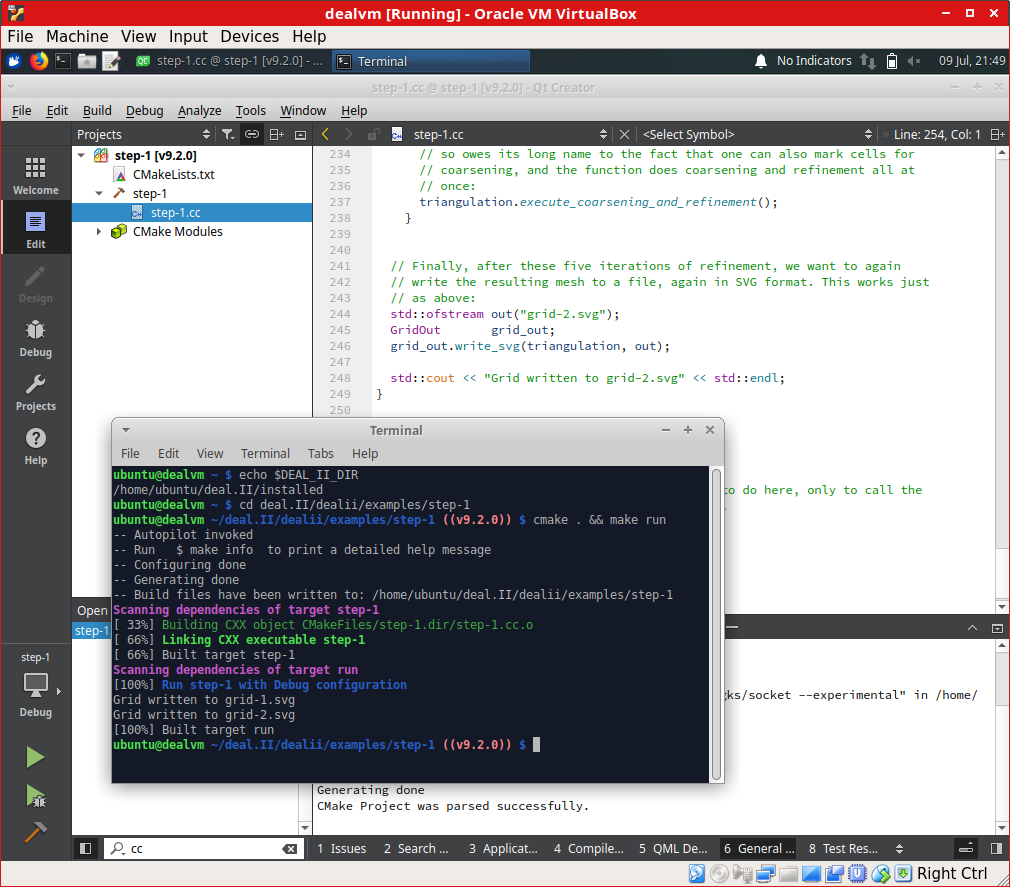 dealvm [Running] - Oracle VM VirtualBox
File Machine View Input Devices Help
step-1.cc @ step-1 [v9.2.0] - ... Terminal No Indicators 09 Jul, 21:49
step-1.cc @ step-1 [v9.2.0] - Qt Creator
File Edit Build Debug Analyze Tools Window Help
Projects step-1.cc <Select Symbol> Line: 254, Col: 1
Welcome
Edit
Design
Debug
Projects
Help
step-1
Debug
step-1 [v9.2.0]
CMakeLists.txt
step-1
step-1.cc
CMake Modules
Open
step-1
234 // so owes its long name to the fact that one can also mark cells for
235 // coarsening, and the function does coarsening and refinement all at
236 // once:
237 triangulation.execute_coarsening_and_refinement();
238 }
239
240
241 // Finally, after these five iterations of refinement, we want to again
242 // write the resulting mesh to a file, again in SVG format. This works just
243 // as above:
244 std::ofstream out("grid-2.svg");
245 GridOut grid_out;
246 grid_out.write_svg(triangulation, out);
247
248 std::cout << "Grid written to grid-2.svg" << std::endl;
249 }
250
to do here, only to call the
Terminal
File Edit View Terminal Tabs Help
ubuntu@dealvm ~ $ echo $DEAL_II_DIR
/home/ubuntu/deal.II/installed
ubuntu@dealvm ~ $ cd deal.II/dealii/examples/step-1
ubuntu@dealvm ~/deal.II/dealii/examples/step-1 ((v9.2.0)) $ cmake . && make run
-- Autopilot invoked
-- Run $ make info to print a detailed help message
-- Configuring done
-- Generating done
-- Build files have been written to: /home/ubuntu/deal.II/dealii/examples/step-1
Scanning dependencies of target step-1
[ 33%] Building CXX object CMakeFiles/step-1.dir/step-1.cc.o
[ 66%] Linking CXX executable step-1
[ 66%] Built target step-1
Scanning dependencies of target run
[100%] Run step-1 with Debug configuration
Grid written to grid-1.svg
Grid written to grid-2.svg
[100%] Built target run
ubuntu@dealvm ~/deal.II/dealii/examples/step-1 ((v9.2.0)) $
ks/socket --experimental" in /home/
Generating done
CMake Project was parsed successfully.
cc 1 Issues 2 Search ... 3 Applicat... 4 Compile... 5 QML De... 6 General ... 8 Test Res...
Right Ctrl